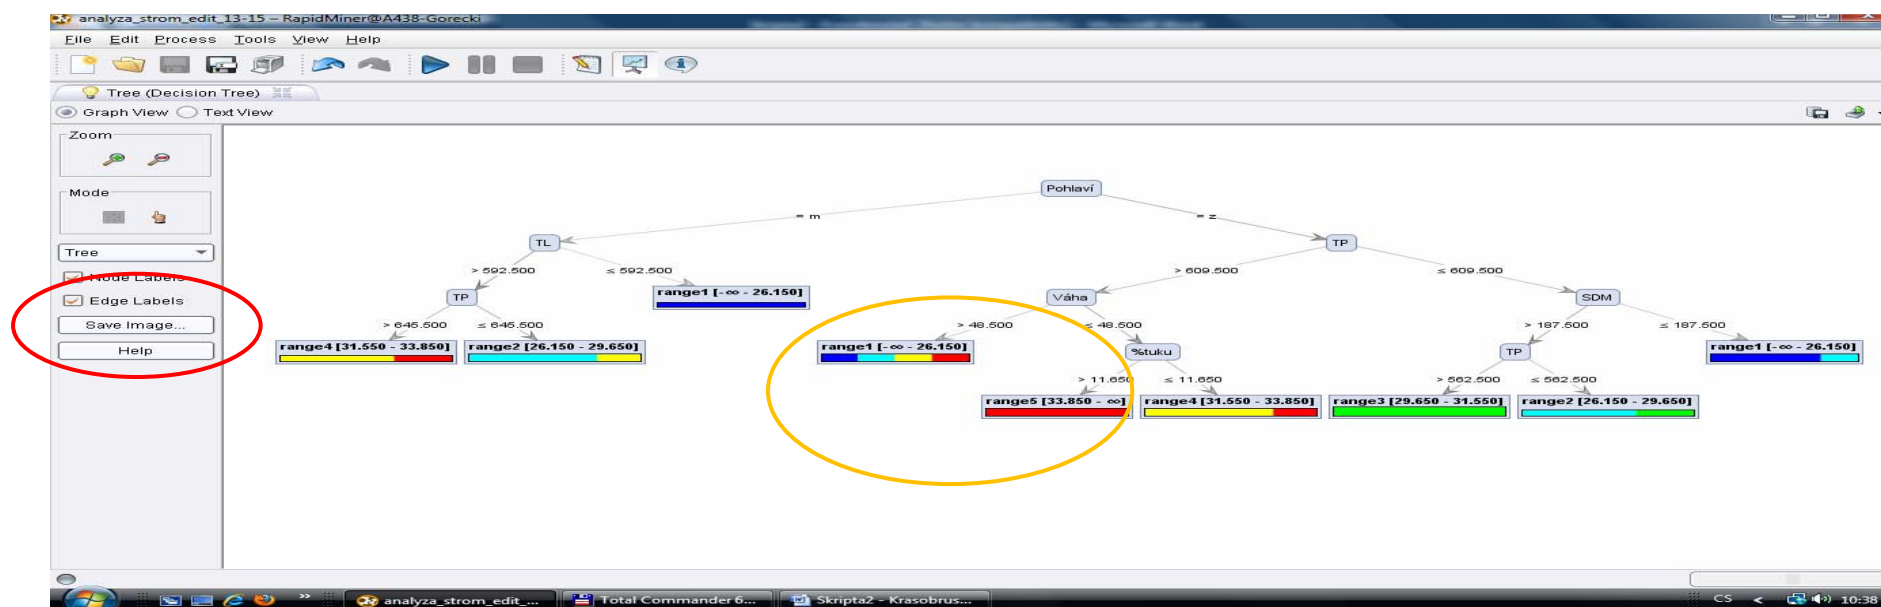 analyza_strom_edit_13-15 – RapidMiner@A438-Gorecki
File Edit Process Tools View Help
Tree (Decision Tree)
Graph View Text View
Zoom
Mode
Tree
Node Labels
Edge Labels
Save Image...
Help
Pohlaví
= m = z
TL TP
> 592.500 ≤ 592.500 > 609.500 ≤ 609.500
TP range1 [-∞ - 26.150] Váha SDM
> 645.500 ≤ 645.500 > 48.500 ≤ 48.500 > 187.500 ≤ 187.500
range4 [31.550 - 33.850] range2 [26.150 - 29.650] range1 [-∞ - 26.150] %tuku TP range1 [-∞ - 26.150]
> 11.650 ≤ 11.650 > 562.500 ≤ 562.500
range5 [33.850 - ∞] range4 [31.550 - 33.850] range3 [29.650 - 31.550] range2 [26.150 - 29.650]
analyza_strom_edit_... Total Commander 6... Skripta2 - Krasobrus... CS 10:38